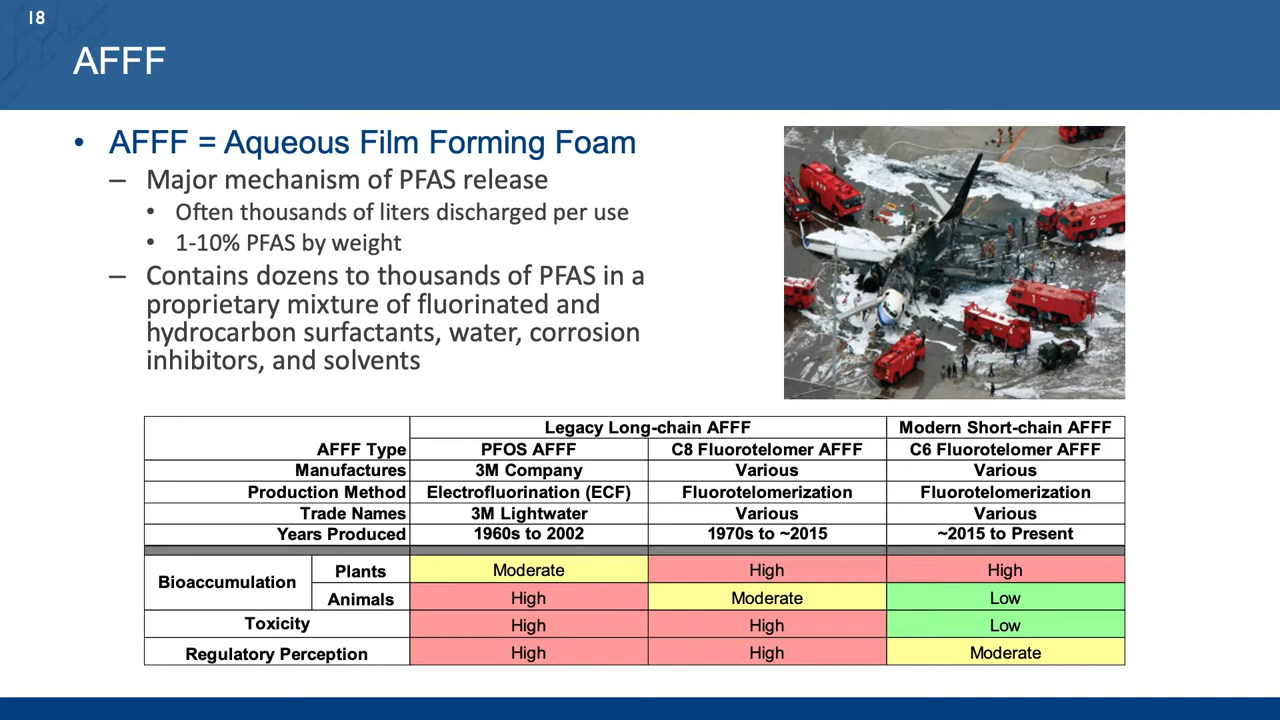 18
AFFF
• AFFF = Aqueous Film Forming Foam
– Major mechanism of PFAS release
• Often thousands of liters discharged per use
• 1-10% PFAS by weight
– Contains dozens to thousands of PFAS in a
proprietary mixture of fluorinated and
hydrocarbon surfactants, water, corrosion
inhibitors, and solvents
2
1
Legacy Long-chain AFFF Modern Short-chain AFFF
AFFF Type PFOS AFFF C8 Fluorotelomer AFFF C6 Fluorotelomer AFFF
Manufactures 3M Company Various Various
Production Method Electrofluorination (ECF) Fluorotelomerization Fluorotelomerization
Trade Names 3M Lightwater Various Various
Years Produced 1960s to 2002 1970s to ~2015 ~2015 to Present
Bioaccumulation Plants Moderate High High
Animals High Moderate Low
Toxicity High High Low
Regulatory Perception High High Moderate